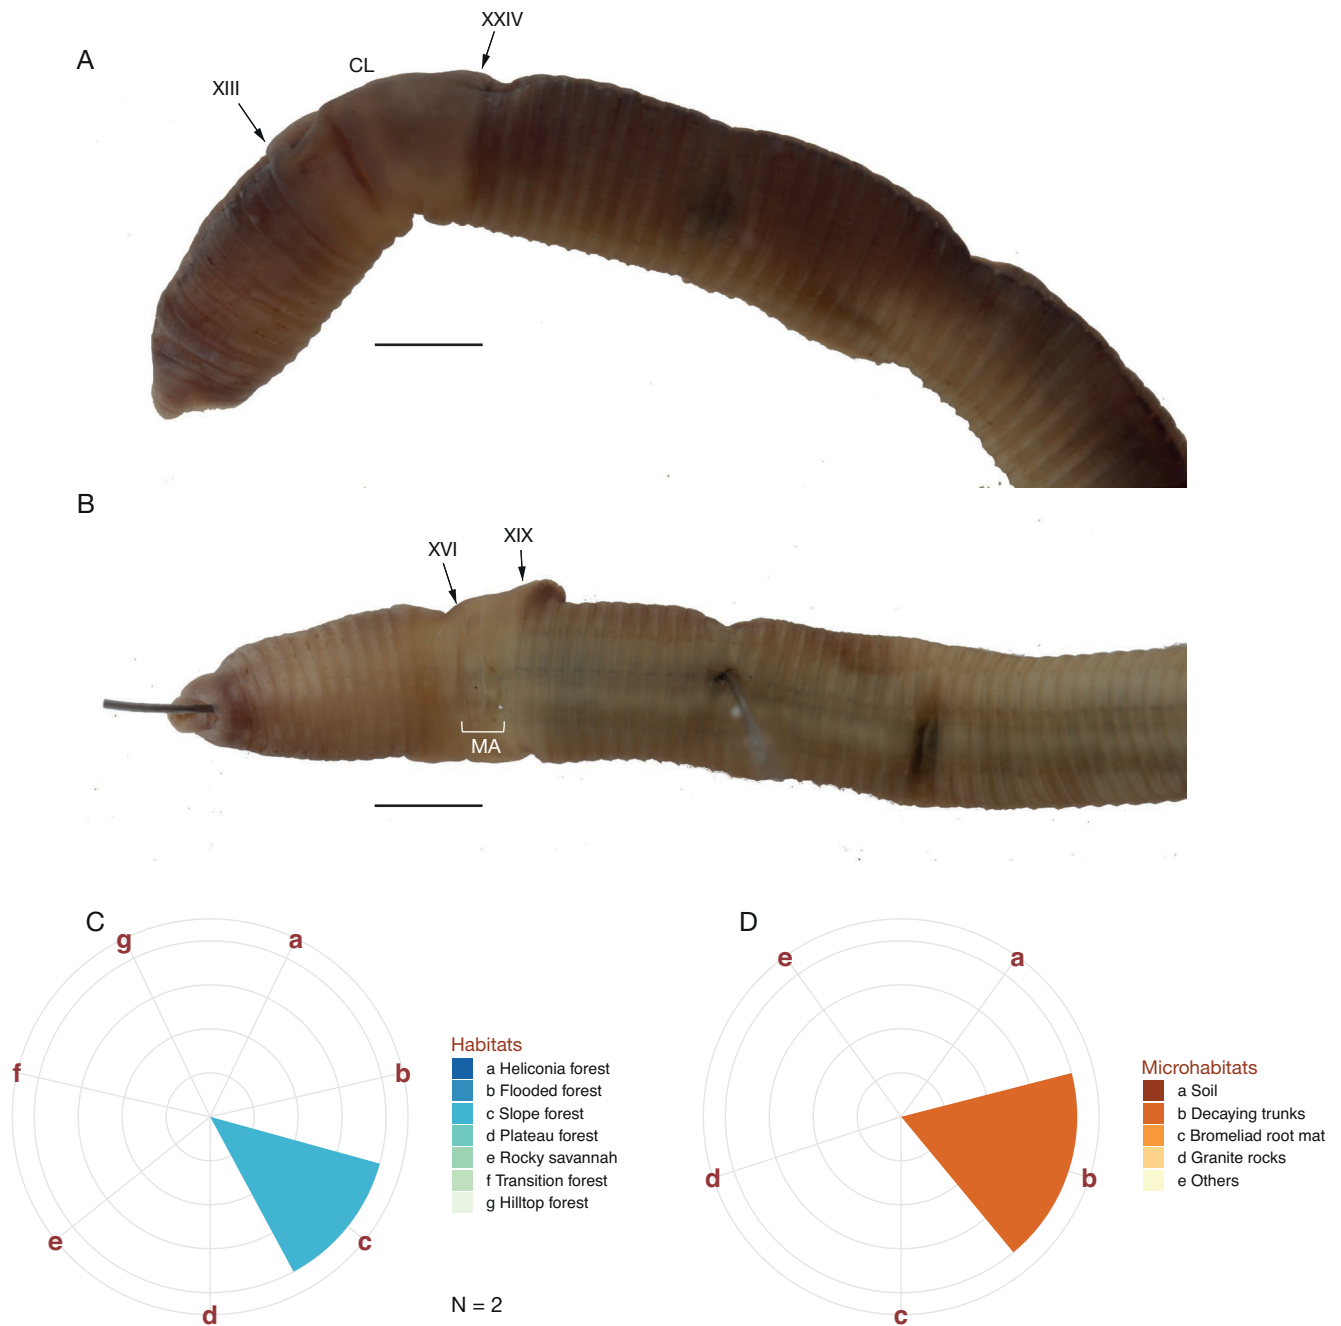 A
XXIV
CL
XIII
B
XVI
XIX
MA
C
g
a
f
b
e
c
d
Habitats
a Heliconia forest
b Flooded forest
c Slope forest
d Plateau forest
e Rocky savannah
f Transition forest
g Hilltop forest
N = 2
D
e
a
d
b
c
Microhabitats
a Soil
b Decaying trunks
c Bromeliad root mat
d Granite rocks
e Others